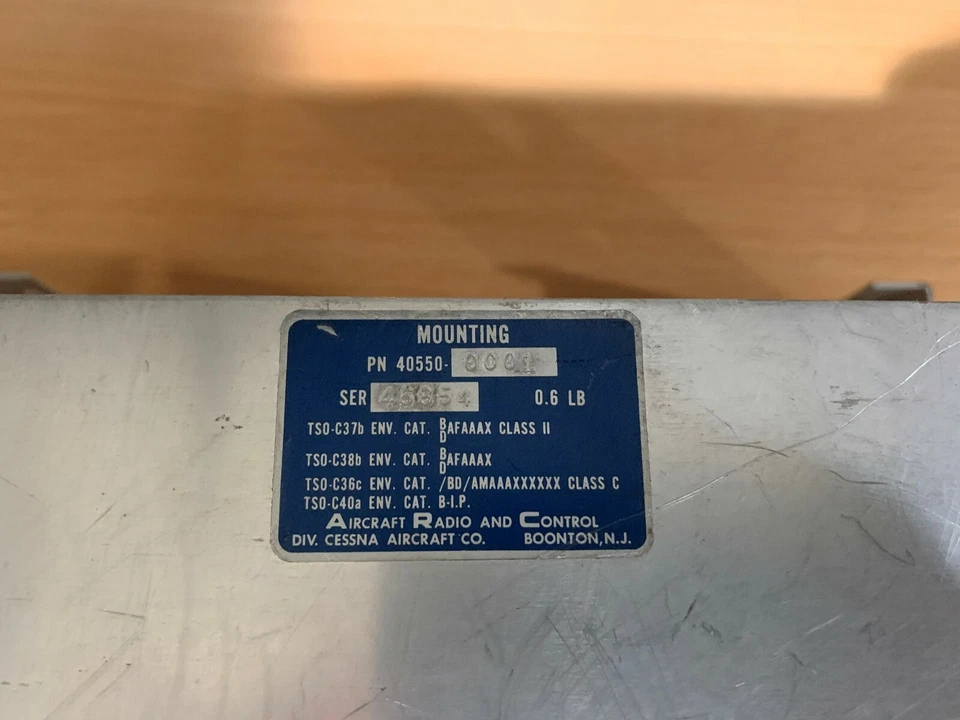 MOUNTING
PN 40550-0001
SER 45854 0.6 LB
TSO-C37b ENV. CAT. B/D AFAAAX CLASS II
TSO-C38b ENV. CAT. B/D AFAAAX
TSO-C36c ENV. CAT. /BD/AMAAAXXXXXX CLASS C
TSO-C40a ENV. CAT. B-I.P.
AIRCRAFT RADIO AND CONTROL
DIV. CESSNA AIRCRAFT CO. BOONTON, N.J.